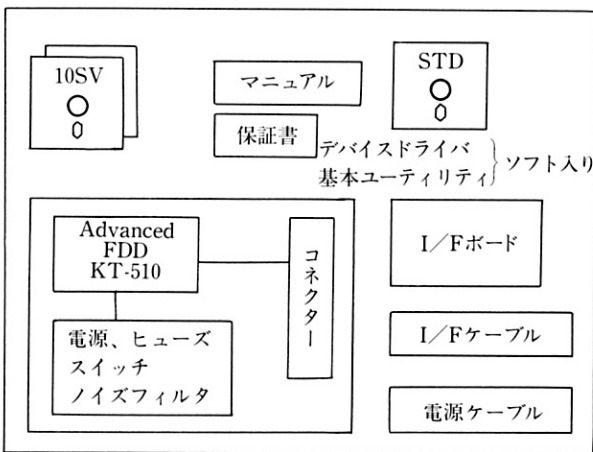 10SV
マニュアル
保証書
STD
デバイスドライバ
基本ユーティリティ
ソフト入り
Advanced
FDD
KT-510
コネクター
電源、ヒューズ
スイッチ
ノイズフィルタ
I/Fボード
I/Fケーブル
電源ケーブル